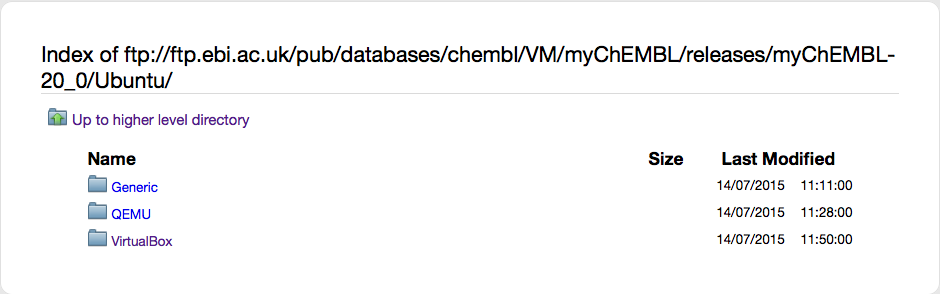 Index of ftp://ftp.ebi.ac.uk/pub/databases/chembl/VM/myChEMBL/releases/myChEMBL-
20_0/Ubuntu/
Up to higher level directory
Name Size Last Modified
Generic 14/07/2015 11:11:00
QEMU 14/07/2015 11:28:00
VirtualBox 14/07/2015 11:50:00